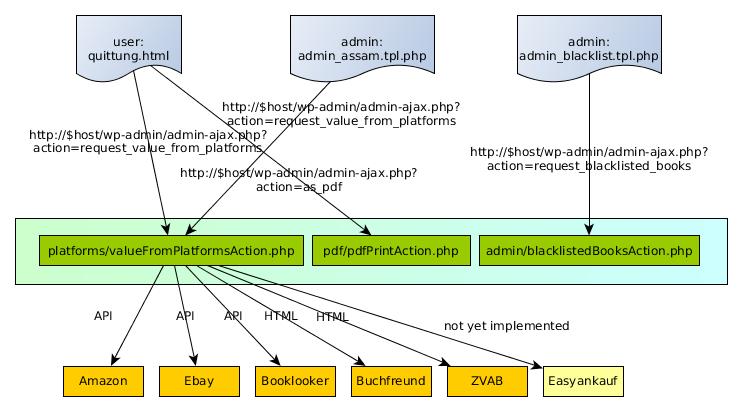 user:
quittung.html
admin:
admin_assam.tpl.php
admin:
admin_blacklist.tpl.php
http://$host/wp-admin/admin-ajax.php?
action=request_value_from_platforms
http://$host/wp-admin/admin-ajax.php?
action=request_value_from_platforms
http://$host/wp-admin/admin-ajax.php?
action=request_blacklisted_books
http://$host/wp-admin/admin-ajax.php?
action=as_pdf
platforms/valueFromPlatformsAction.php
pdf/pdfPrintAction.php
admin/blacklistedBooksAction.php
API
API
API
HTML
HTML
not yet implemented
Amazon
Ebay
Booklooker
Buchfreund
ZVAB
Easyankauf